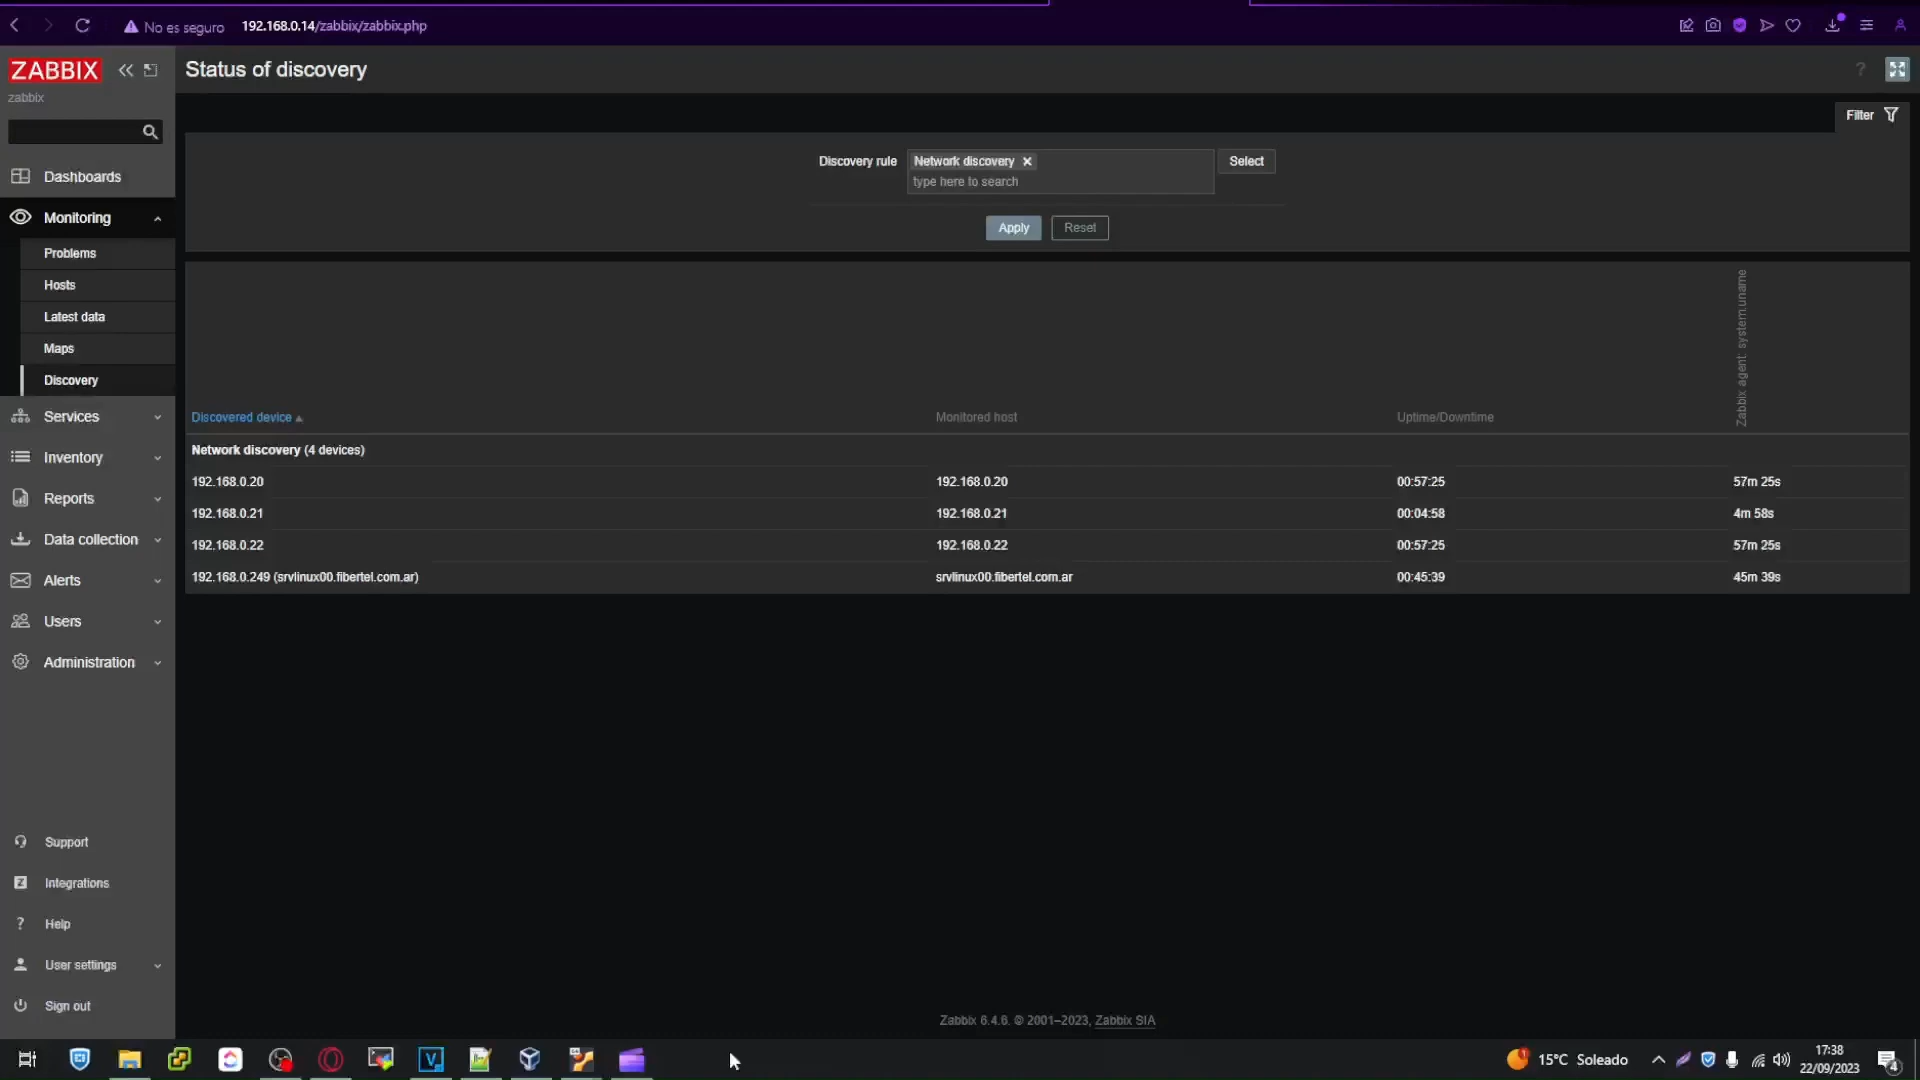 No es seguro 192.168.0.14/zabbix/zabbix.php
ZABBIX
zabbix
Status of discovery
?
Filter
Discovery rule
Network discovery
type here to search
Select
Apply
Reset
Dashboards
Monitoring
Problems
Hosts
Latest data
Maps
Discovery
Services
Inventory
Reports
Data collection
Alerts
Users
Administration
Support
Integrations
Help
User settings
Sign out
Discovered device Monitored host Uptime/Downtime Zabbix agent: system.uname
Network discovery (4 devices)
192.168.0.20 192.168.0.20 00:57:25 57m 25s
192.168.0.21 192.168.0.21 00:04:58 4m 58s
192.168.0.22 192.168.0.22 00:57:25 57m 25s
192.168.0.249 (srvlinux00.fibertel.com.ar) srvlinux00.fibertel.com.ar 00:45:39 45m 39s
Zabbix 6.4.6. © 2001–2023, Zabbix SIA
15°C Soleado
17:38
22/09/2023
4